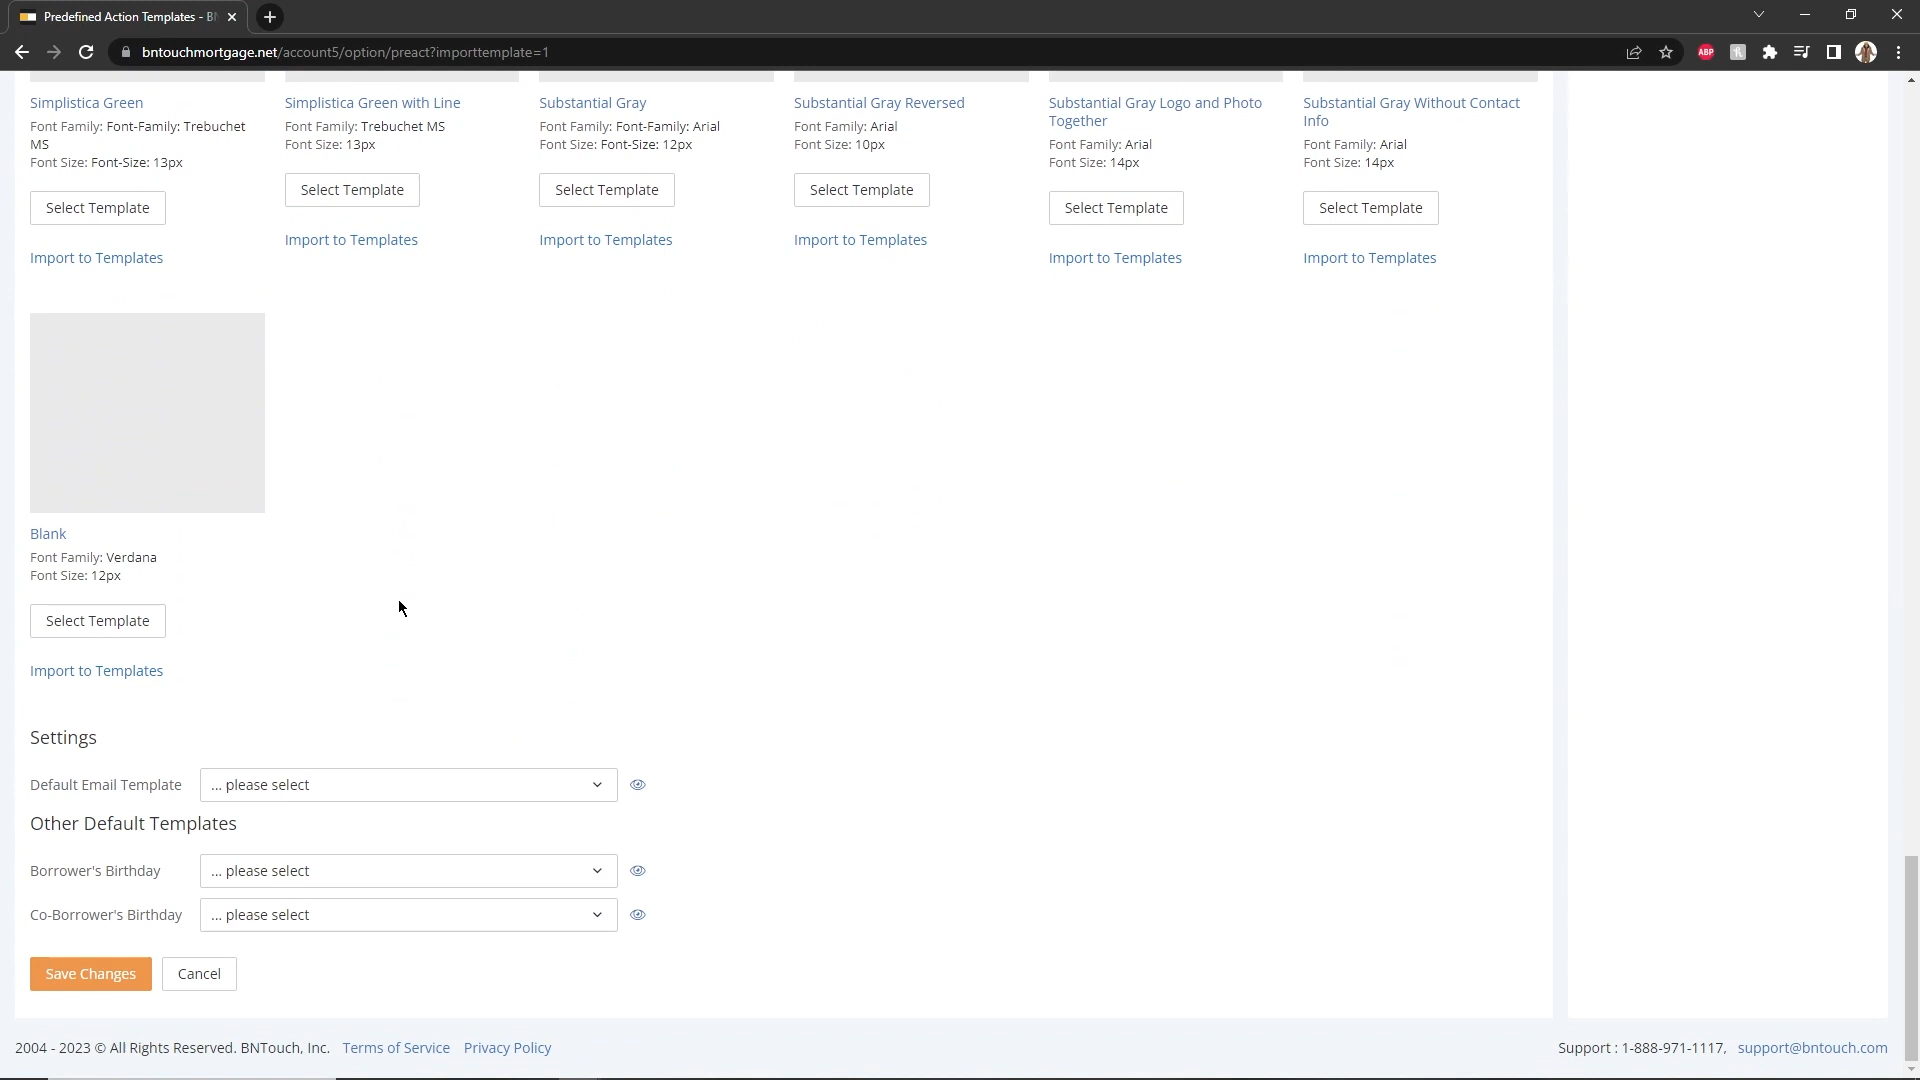 Predefined Action Templates - BN
bntouchmortgage.net/account5/option/preact?importtemplate=1
ABP
Simplistica Green
Font Family: Font-Family: Trebuchet
MS
Font Size: Font-Size: 13px
Select Template
Import to Templates
Simplistica Green with Line
Font Family: Trebuchet MS
Font Size: 13px
Select Template
Import to Templates
Substantial Gray
Font Family: Font-Family: Arial
Font Size: Font-Size: 12px
Select Template
Import to Templates
Substantial Gray Reversed
Font Family: Arial
Font Size: 10px
Select Template
Import to Templates
Substantial Gray Logo and Photo
Together
Font Family: Arial
Font Size: 14px
Select Template
Import to Templates
Substantial Gray Without Contact
Info
Font Family: Arial
Font Size: 14px
Select Template
Import to Templates
Blank
Font Family: Verdana
Font Size: 12px
Select Template
Import to Templates
Settings
Default Email Template ... please select
Other Default Templates
Borrower's Birthday ... please select
Co-Borrower's Birthday ... please select
Save Changes Cancel
2004 - 2023 © All Rights Reserved. BNTouch, Inc. Terms of Service Privacy Policy
Support : 1-888-971-1117, support@bntouch.com